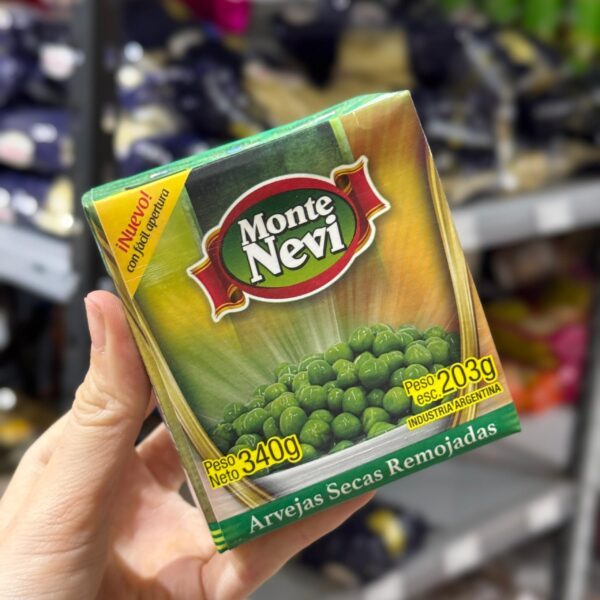 ¡Nuevo!
con fácil apertura
Monte
Nevi
Peso
esc. 203g
INDUSTRIA ARGENTINA
Peso
Neto 340g
Arvejas Secas Remojadas